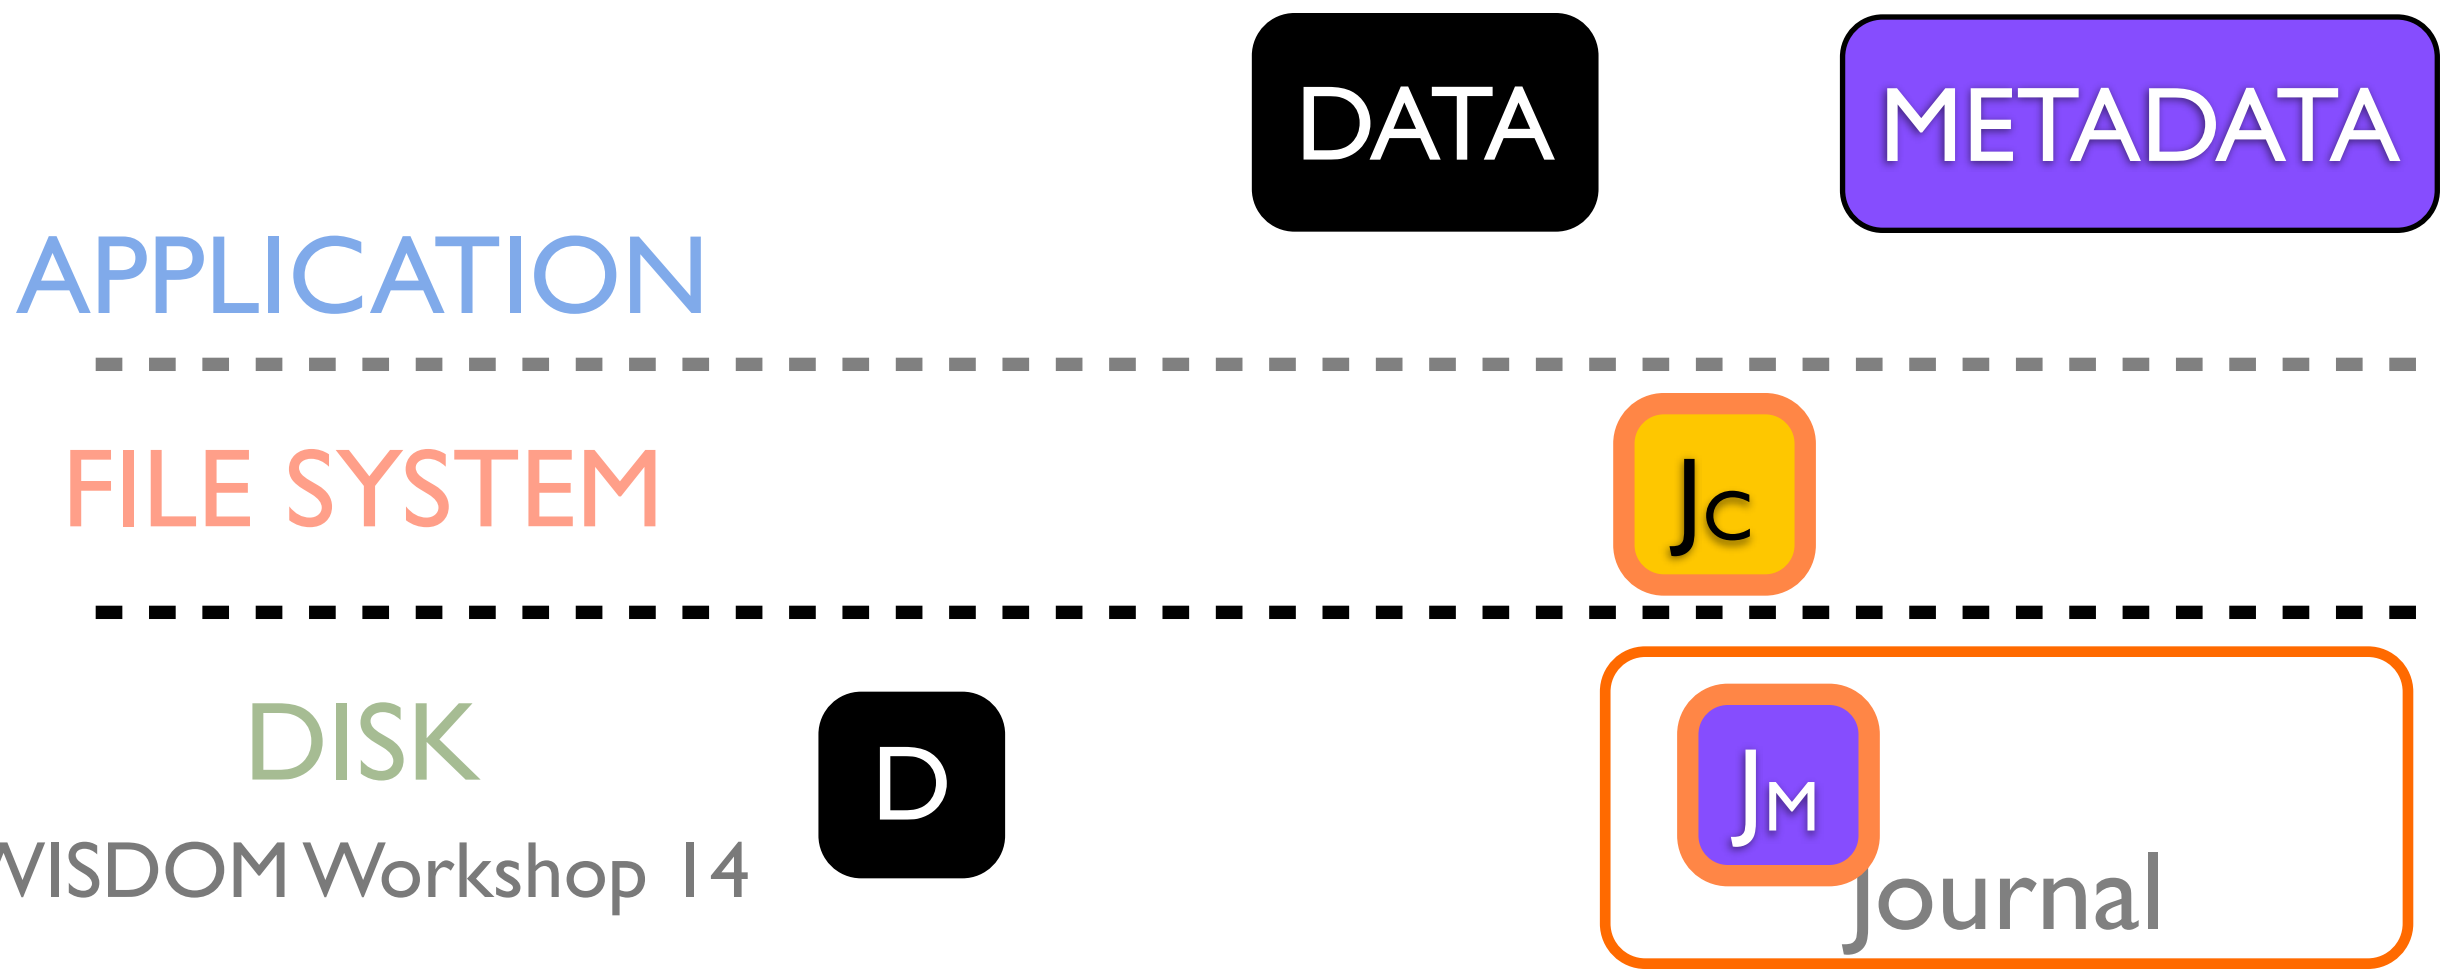 DATA
METADATA
APPLICATION
FILE SYSTEM
JC
DISK
D
JM
WISDOM Workshop 14
Journal